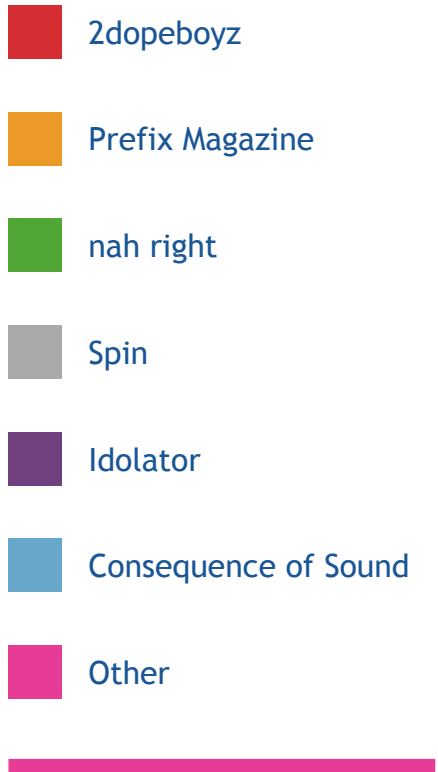 2dopeboyz
Prefix Magazine
nah right
Spin
Idolator
Consequence of Sound
Other